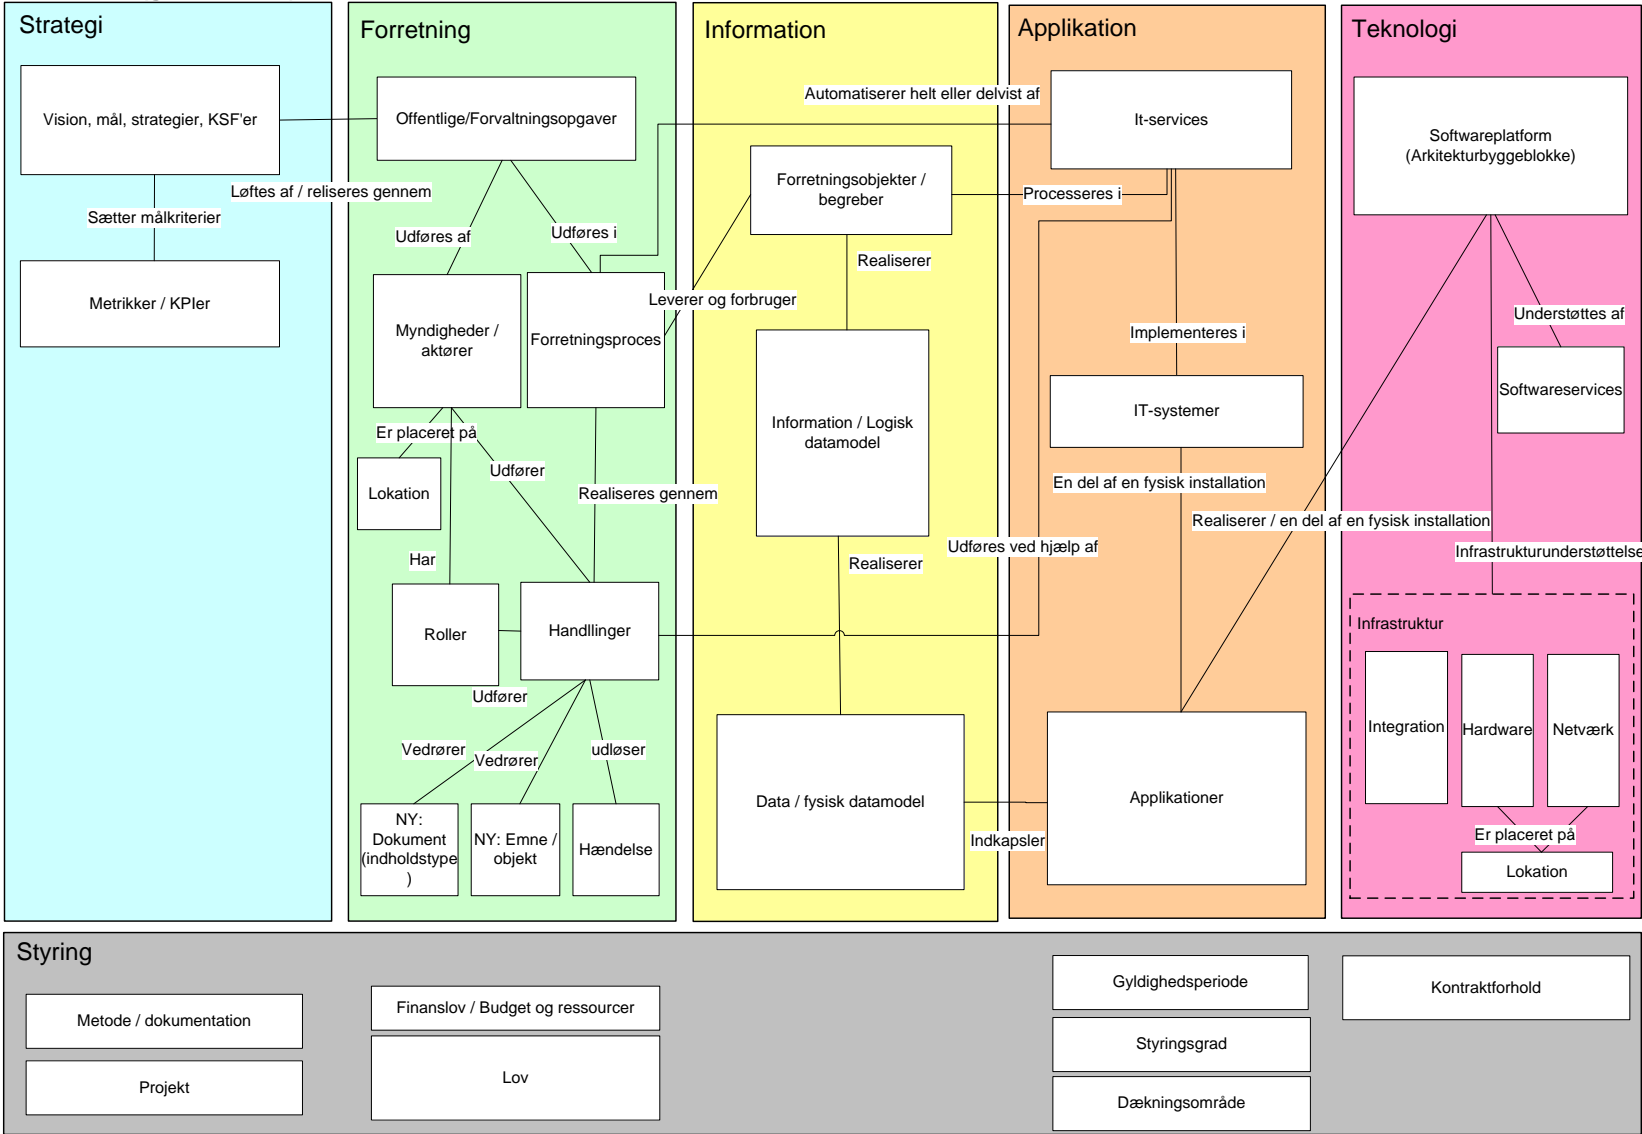 Strategi
Vision, mål, strategier, KSF'er
Løftes af / reliseres gennem
Sætter målkriterier
Metrikker / KPIer
Forretning
Offentlige/Forvaltningsopgaver
Udføres af
Udføres i
Myndigheder /
aktører
Forretningsproces
Leverer og forbruger
Er placeret på
Udfører
Lokation
Realiseres gennem
Har
Roller
Handllinger
Udfører
Vedrører
Vedrører
udløser
NY:
Dokument
(indholdstype
)
NY: Emne /
objekt
Hændelse
Information
Automatiserer helt eller delvist af
Forretningsobjekter /
begreber
Processeres i
Realiserer
Information / Logisk
datamodel
Udføres ved hjælp af
Realiserer
Data / fysisk datamodel
Indkapsler
Applikation
It-services
Implementeres i
IT-systemer
En del af en fysisk installation
Realiserer / en del af en fysisk installation
Applikationer
Teknologi
Softwareplatform
(Arkitekturbyggeblokke)
Understøttes af
Softwareservices
Infrastrukturunderstøttelse
Infrastruktur
Integration
Hardware
Netværk
Er placeret på
Lokation
Styring
Metode / dokumentation
Projekt
Finanslov / Budget og ressourcer
Lov
Gyldighedsperiode
Styringsgrad
Dækningsområde
Kontraktforhold